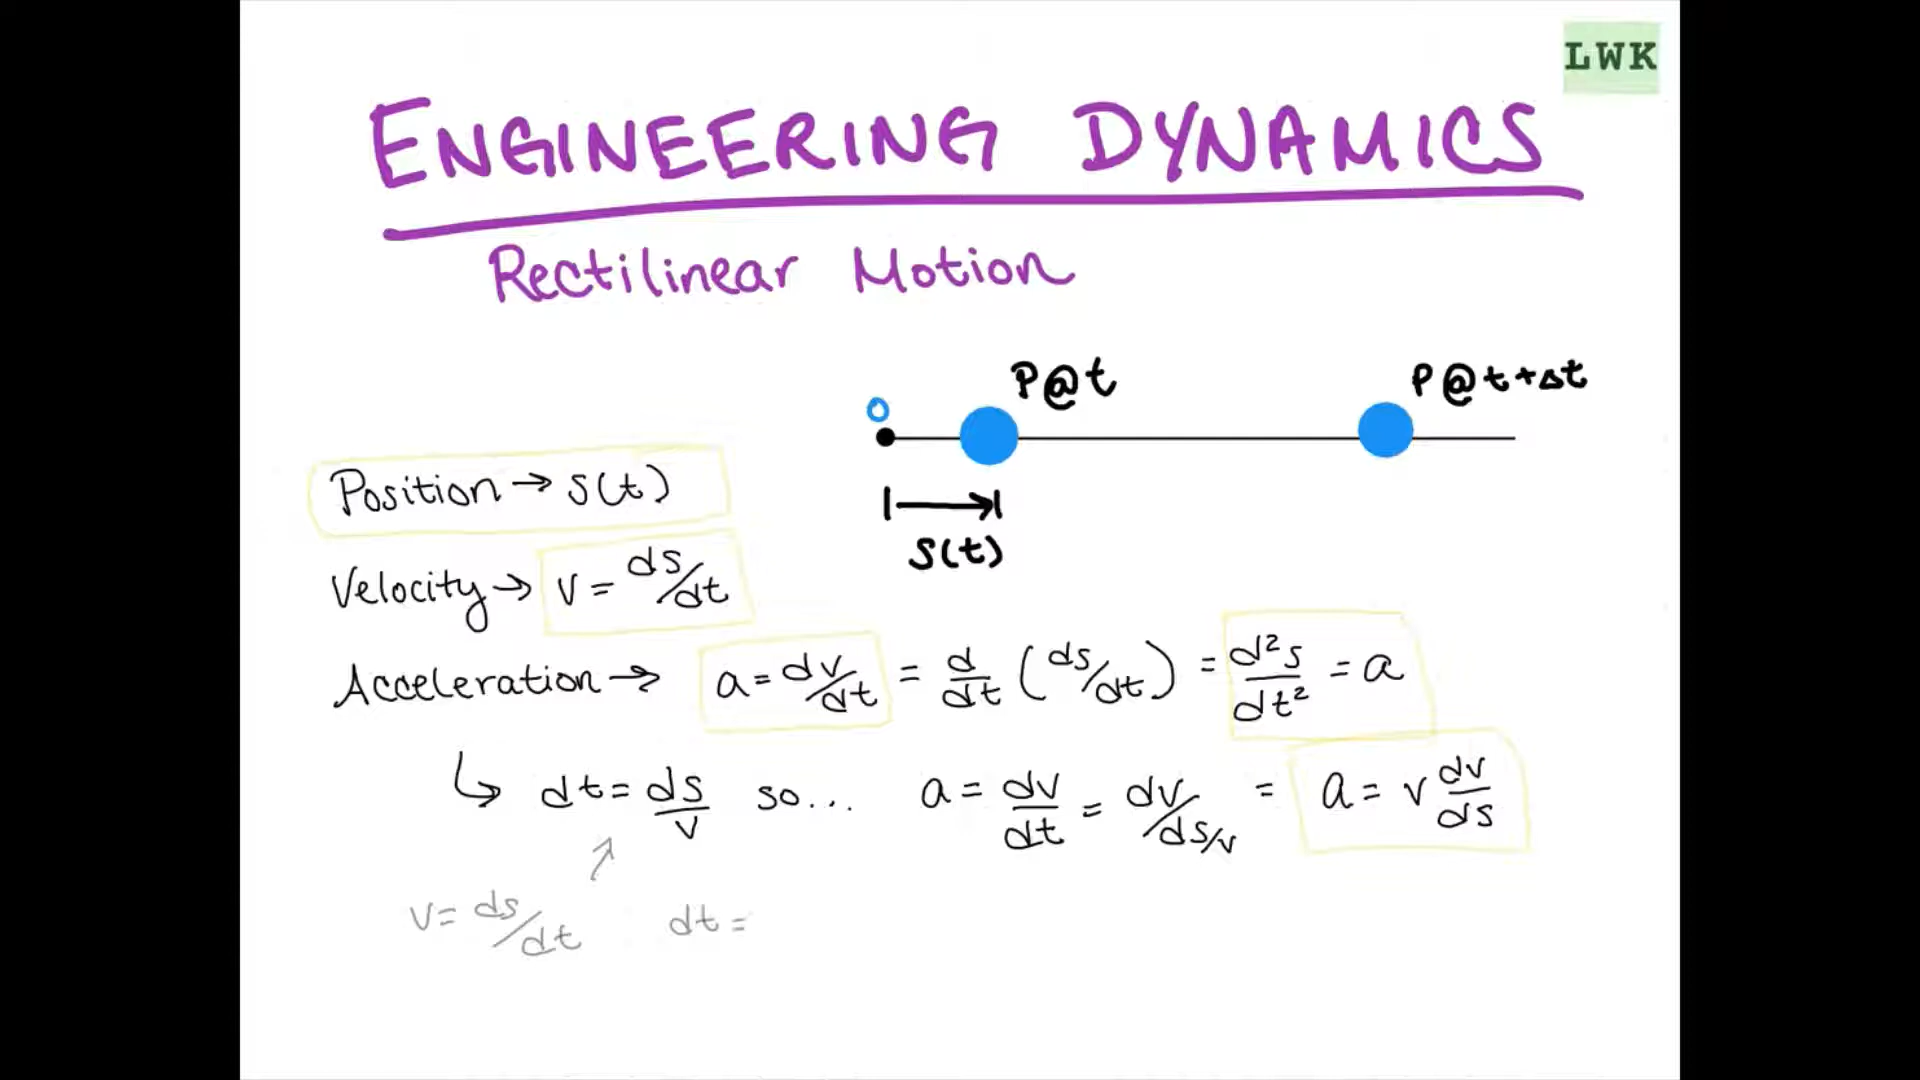 LWK
ENGINEERING DYNAMICS
Rectilinear Motion
P@t
P@t+Δt
O
Position → s(t)
S(t)
Velocity → v = ds/dt
Acceleration → a = dv/dt = d/dt (ds/dt) = d²s/dt² = a
↳ dt = ds/v so... a = dv/dt = dv/ds/v = a = v dv/ds
v = ds/dt dt =